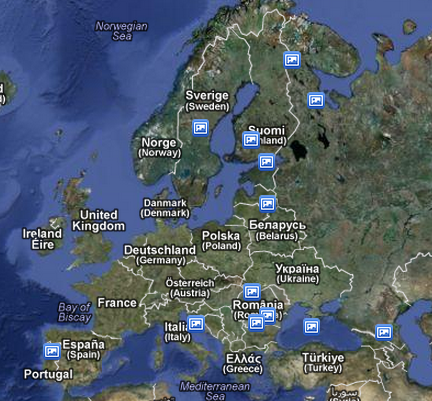 Norwegian
Sea
Sverige
(Sweden)
Suomi
Norge
(Norway)
Danmark
(Denmark)
United
Kingdom
Ireland
Éire
Polska
(Poland)
Беларусь
(Belarus)
Deutschland
(Germany)
Україна
(Ukraine)
Österreich
(Austria)
France
Bay of
Biscay
România
Italia
(Italy)
España
(Spain)
Portugal
Ελλάς
(Greece)
Türkiye
(Turkey)
Mediterranean
Sea
سوريا
(Syria)